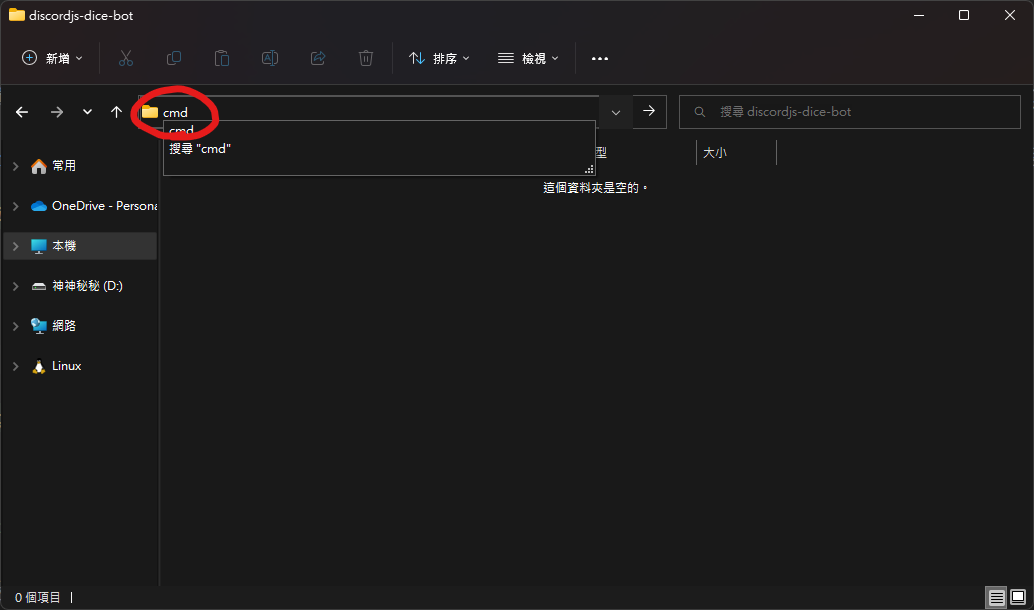 discordjs-dice-bot
新增
排序
檢視
cmd
搜尋 discordjs-dice-bot
cmd
搜尋 "cmd"
型
大小
這個資料夾是空的。
常用
OneDrive - Persona
本機
神神秘秘 (D:)
網路
Linux
0 個項目